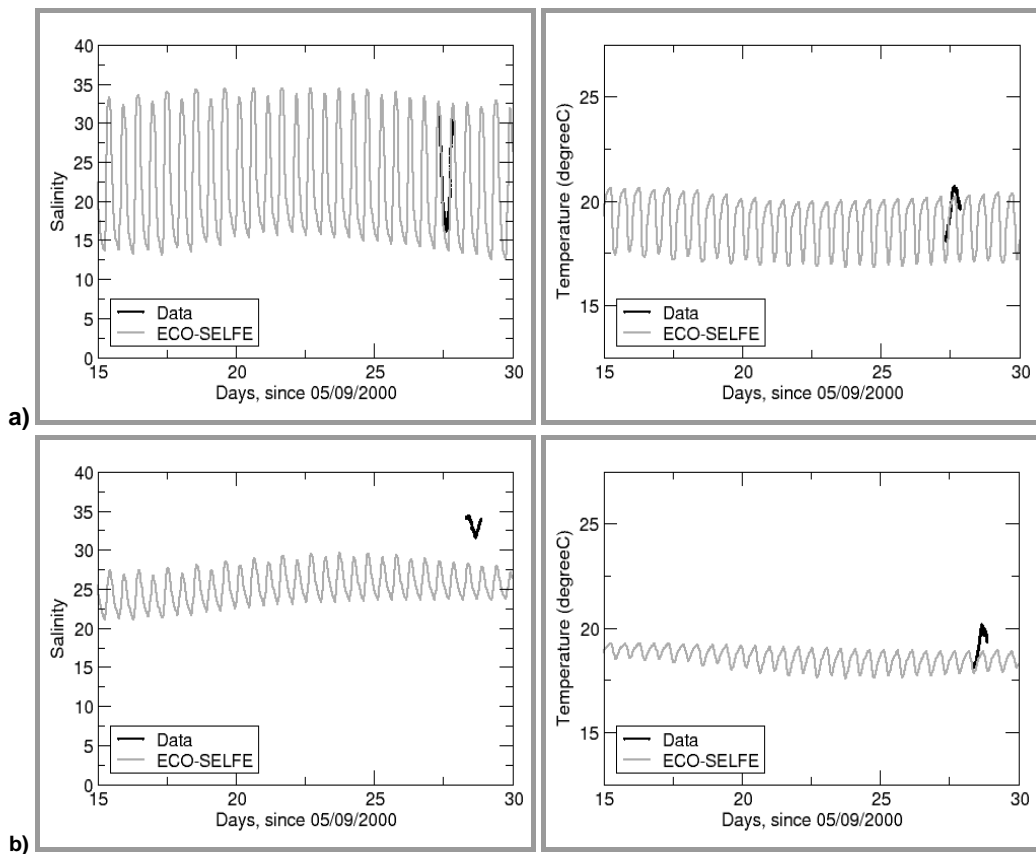 40
35
30
25
20
15
10
5
0
Salinity
Data
ECO-SELFE
15 20 25 30
Days, since 05/09/2000
25
20
15
Temperature (degreeC)
Data
ECO-SELFE
15 20 25 30
Days, since 05/09/2000
a)
40
35
30
25
20
15
10
5
0
Salinity
Data
ECO-SELFE
15 20 25 30
Days, since 05/09/2000
25
20
15
Temperature (degreeC)
Data
ECO-SELFE
15 20 25 30
Days, since 05/09/2000
b)